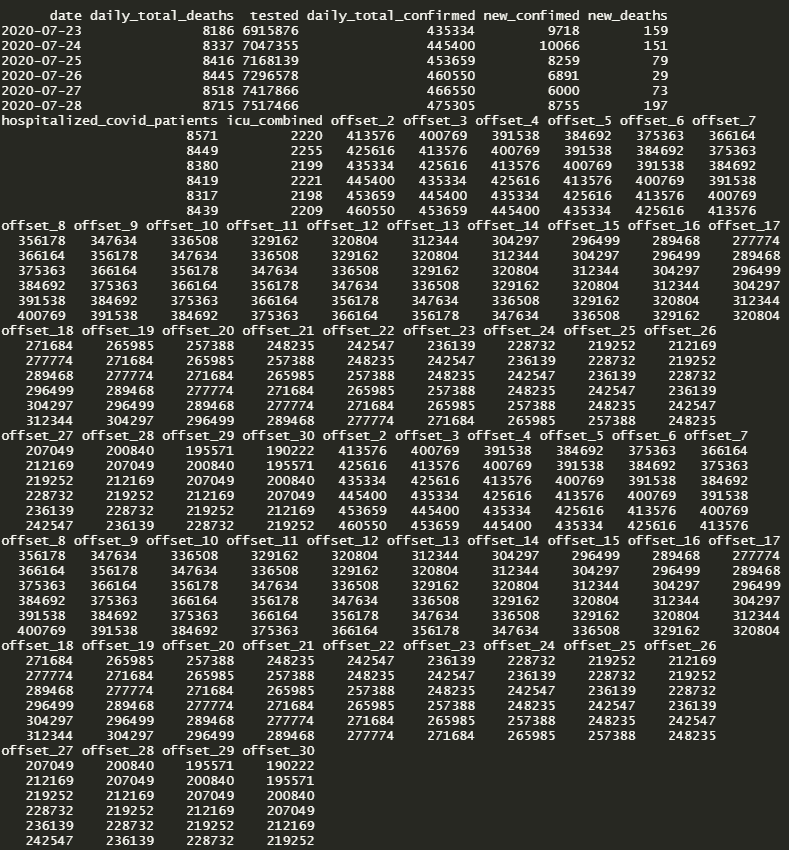 date daily_total_deaths tested daily_total_confirmed new_confimed new_deaths
2020-07-23 8186 6915876 435334 9718 159
2020-07-24 8337 7047355 445400 10066 151
2020-07-25 8416 7168139 453659 8259 79
2020-07-26 8445 7296578 460550 6891 29
2020-07-27 8518 7417866 466550 6000 73
2020-07-28 8715 7517466 475305 8755 197
hospitalized_covid_patients icu_combined offset_2 offset_3 offset_4 offset_5 offset_6 offset_7
8571 2220 413576 400769 391538 384692 375363 366164
8449 2255 425616 413576 400769 391538 384692 375363
8380 2199 435334 425616 413576 400769 391538 384692
8419 2221 445400 435334 425616 413576 400769 391538
8317 2198 453659 445400 435334 425616 413576 400769
8439 2209 460550 453659 445400 435334 425616 413576
offset_8 offset_9 offset_10 offset_11 offset_12 offset_13 offset_14 offset_15 offset_16 offset_17
356178 347634 336508 329162 320804 312344 304297 296499 289468 277774
366164 356178 347634 336508 329162 320804 312344 304297 296499 289468
375363 366164 356178 347634 336508 329162 320804 312344 304297 296499
384692 375363 366164 356178 347634 336508 329162 320804 312344 304297
391538 384692 375363 366164 356178 347634 336508 329162 320804 312344
400769 391538 384692 375363 366164 356178 347634 336508 329162 320804
offset_18 offset_19 offset_20 offset_21 offset_22 offset_23 offset_24 offset_25 offset_26
271684 265985 257388 248235 242547 236139 228732 219252 212169
277774 271684 265985 257388 248235 242547 236139 228732 219252
289468 277774 271684 265985 257388 248235 242547 236139 228732
296499 289468 277774 271684 265985 257388 248235 242547 236139
304297 296499 289468 277774 271684 265985 257388 248235 242547
312344 304297 296499 289468 277774 271684 265985 257388 248235
offset_27 offset_28 offset_29 offset_30 offset_2 offset_3 offset_4 offset_5 offset_6 offset_7
207049 200840 195571 190222 413576 400769 391538 384692 375363 366164
212169 207049 200840 195571 425616 413576 400769 391538 384692 375363
219252 212169 207049 200840 435334 425616 413576 400769 391538 384692
228732 219252 212169 207049 445400 435334 425616 413576 400769 391538
236139 228732 219252 212169 453659 445400 435334 425616 413576 400769
242547 236139 228732 219252 460550 453659 445400 435334 425616 413576
offset_8 offset_9 offset_10 offset_11 offset_12 offset_13 offset_14 offset_15 offset_16 offset_17
356178 347634 336508 329162 320804 312344 304297 296499 289468 277774
366164 356178 347634 336508 329162 320804 312344 304297 296499 289468
375363 366164 356178 347634 336508 329162 320804 312344 304297 296499
384692 375363 366164 356178 347634 336508 329162 320804 312344 304297
391538 384692 375363 366164 356178 347634 336508 329162 320804 312344
400769 391538 384692 375363 366164 356178 347634 336508 329162 320804
offset_18 offset_19 offset_20 offset_21 offset_22 offset_23 offset_24 offset_25 offset_26
271684 265985 257388 248235 242547 236139 228732 219252 212169
277774 271684 265985 257388 248235 242547 236139 228732 219252
289468 277774 271684 265985 257388 248235 242547 236139 228732
296499 289468 277774 271684 265985 257388 248235 242547 236139
304297 296499 289468 277774 271684 265985 257388 248235 242547
312344 304297 296499 289468 277774 271684 265985 257388 248235
offset_27 offset_28 offset_29 offset_30
207049 200840 195571 190222
212169 207049 200840 195571
219252 212169 207049 200840
228732 219252 212169 207049
236139 228732 219252 212169
242547 236139 228732 219252